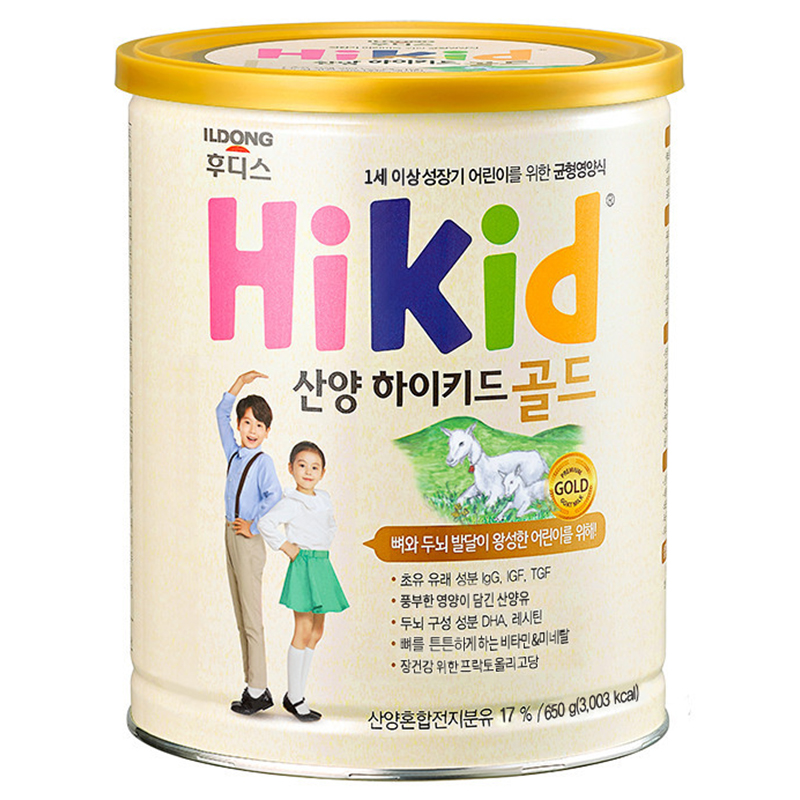 ILDONG
후디스
1세 이상 성장기 어린이를 위한 균형영양식
HiKid®
산양 하이키드 골드
PREMIUM
GOLD
GOAT MILK
뼈와 두뇌 발달이 왕성한 어린이를 위해!
• 초유 유래 성분 IgG, IGF, TGF
• 풍부한 영양이 담긴 산양유
• 두뇌 구성 성분 DHA, 레시틴
• 뼈를 튼튼하게 하는 비타민&미네랄
• 장건강 위한 프락토올리고당
산양혼합전지분유 17 % / 650 g(3,003 kcal)